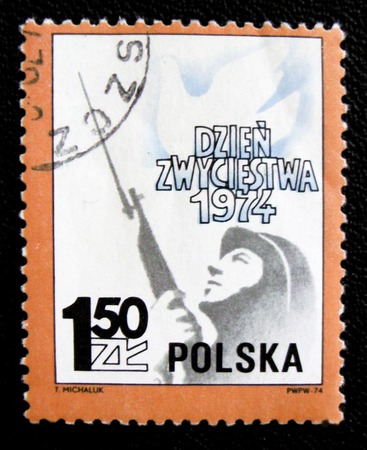 DZIEŃ
ZWYCIĘSTWA
1974
1.50
ZŁ
POLSKA
T. MICHALUK
PWPW-74